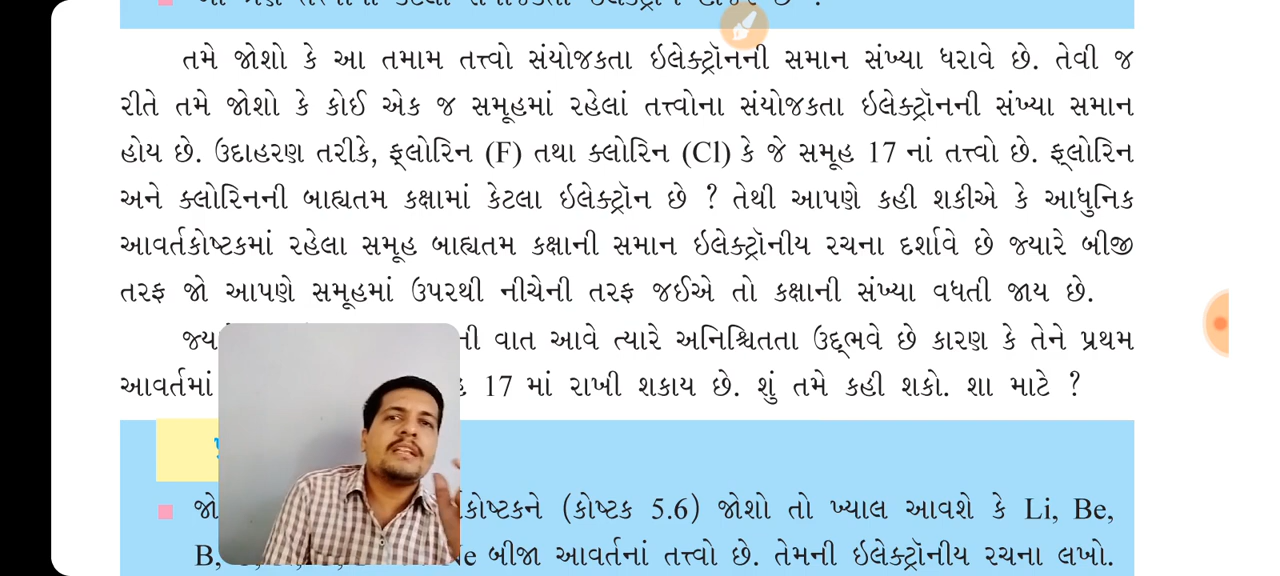 તમે જોશો કે આ તમામ તત્ત્વો સંયોજકતા ઇલેક્ટ્રૉનની સમાન સંખ્યા ધરાવે છે. તેવી જ
રીતે તમે જોશો કે કોઈ એક જ સમૂહમાં રહેલાં તત્ત્વોના સંયોજકતા ઇલેક્ટ્રૉનની સંખ્યા સમાન
હોય છે. ઉદાહરણ તરીકે, ફ્લોરિન (F) તથા ક્લોરિન (Cl) કે જે સમૂહ 17 નાં તત્ત્વો છે. ફ્લોરિન
અને ક્લોરિનની બાહ્યતમ કક્ષામાં કેટલા ઇલેક્ટ્રૉન છે ? તેથી આપણે કહી શકીએ કે આધુનિક
આવર્તકોષ્ટકમાં રહેલા સમૂહ બાહ્યતમ કક્ષાની સમાન ઇલેક્ટ્રૉનીય રચના દર્શાવે છે જ્યારે બીજી
તરફ જો આપણે સમૂહમાં ઉપરથી નીચેની તરફ જઈએ તો કક્ષાની સંખ્યા વધતી જાય છે.
ની વાત આવે ત્યારે અનિશ્ચિતતા ઉદ્ભવે છે કારણ કે તેને પ્રથમ
આવર્તમાં 17 માં રાખી શકાય છે. શું તમે કહી શકો. શા માટે ?
કોષ્ટકને (કોષ્ટક 5.6) જોશો તો ખ્યાલ આવશે કે Li, Be,
B, Ne બીજા આવર્તનાં તત્ત્વો છે. તેમની ઇલેક્ટ્રૉનીય રચના લખો.